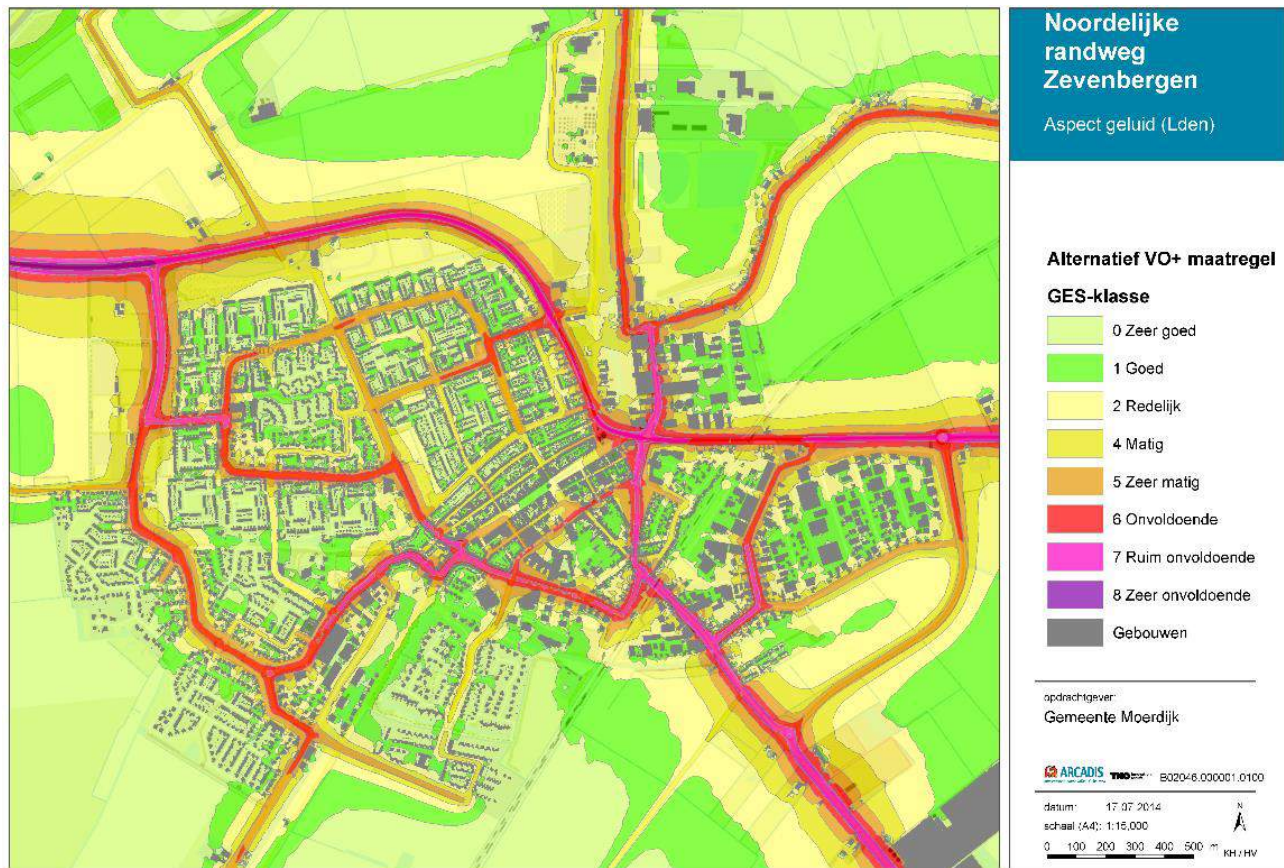 Noordelijke
randweg
Zevenbergen
Aspect geluid (Lden)
Alternatief VO+ maatregel
GES-klasse
0 Zeer goed
1 Goed
2 Redelijk
4 Matig
5 Zeer matig
6 Onvoldoende
7 Ruim onvoldoende
8 Zeer onvoldoende
Gebouwen
opdrachtgever:
Gemeente Moerdijk
ARCADIS B02046.000001.0100
datum: 17-07-2014
schaal (A4): 1:15.000
N
0 100 200 300 400 500 m
KH / HV